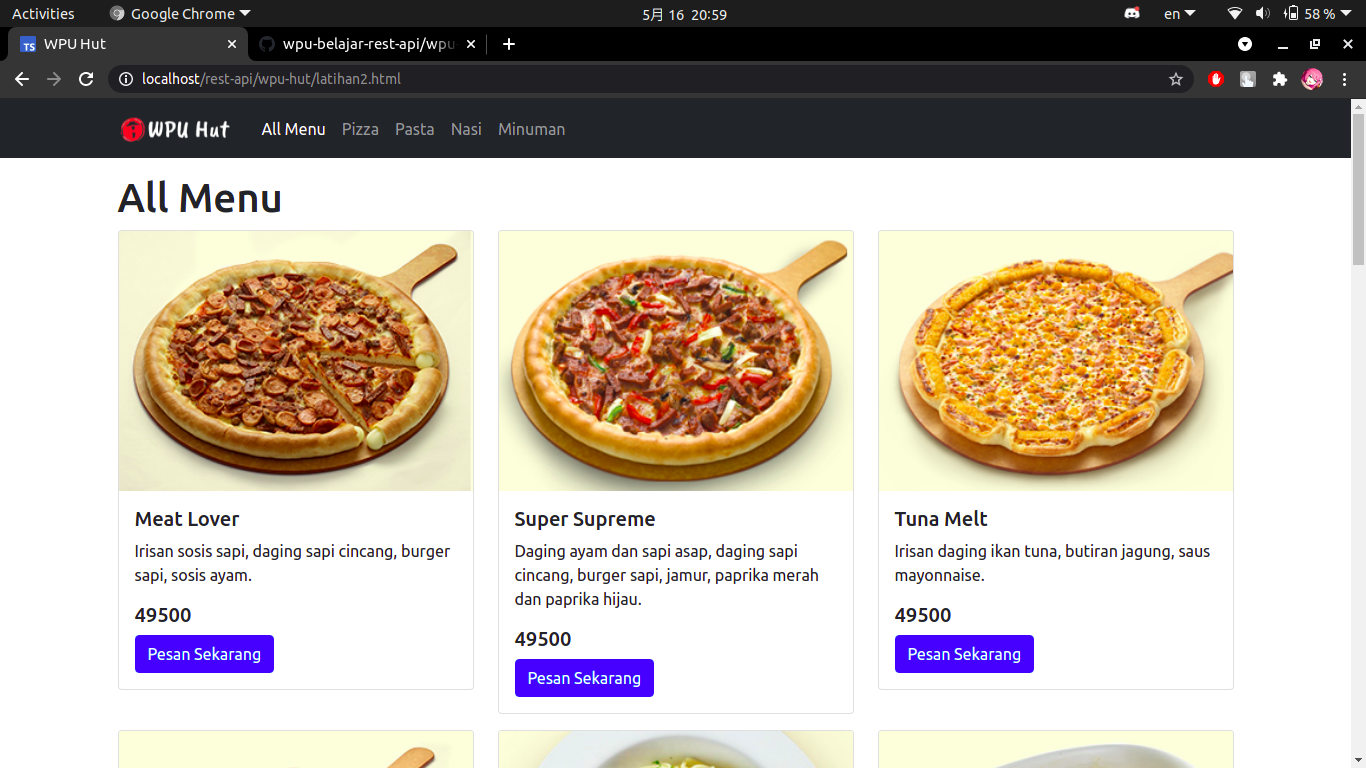 Activities
Google Chrome
5月 16 20:59
en
58 %
TS
WPU Hut
wpu-belajar-rest-api/wpu-
localhost/rest-api/wpu-hut/latihan2.html
WPU Hut
All Menu
Pizza
Pasta
Nasi
Minuman
All Menu
Meat Lover
Irisan sosis sapi, daging sapi cincang, burger
sapi, sosis ayam.
49500
Pesan Sekarang
Super Supreme
Daging ayam dan sapi asap, daging sapi
cincang, burger sapi, jamur, paprika merah
dan paprika hijau.
49500
Pesan Sekarang
Tuna Melt
Irisan daging ikan tuna, butiran jagung, saus
mayonnaise.
49500
Pesan Sekarang